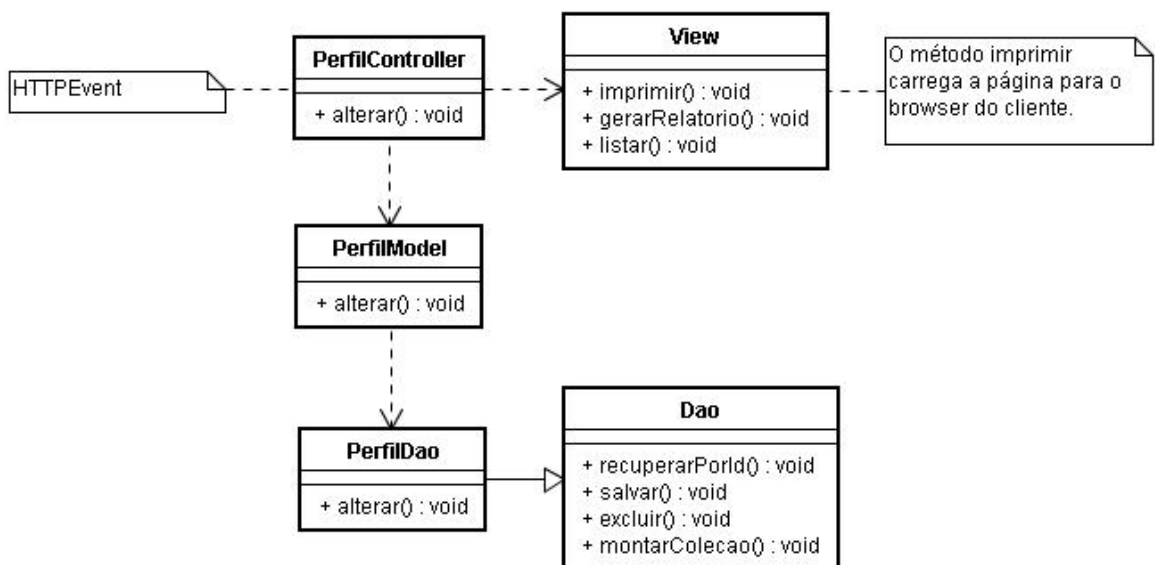 HTTPEvent
PerfilController
+ alterar() : void
View
+ imprimir() : void
+ gerarRelatorio() : void
+ listar() : void
O método imprimir
carrega a página para o
browser do cliente.
PerfilModel
+ alterar() : void
PerfilDao
+ alterar() : void
Dao
+ recuperarPorId() : void
+ salvar() : void
+ excluir() : void
+ montarColecao() : void